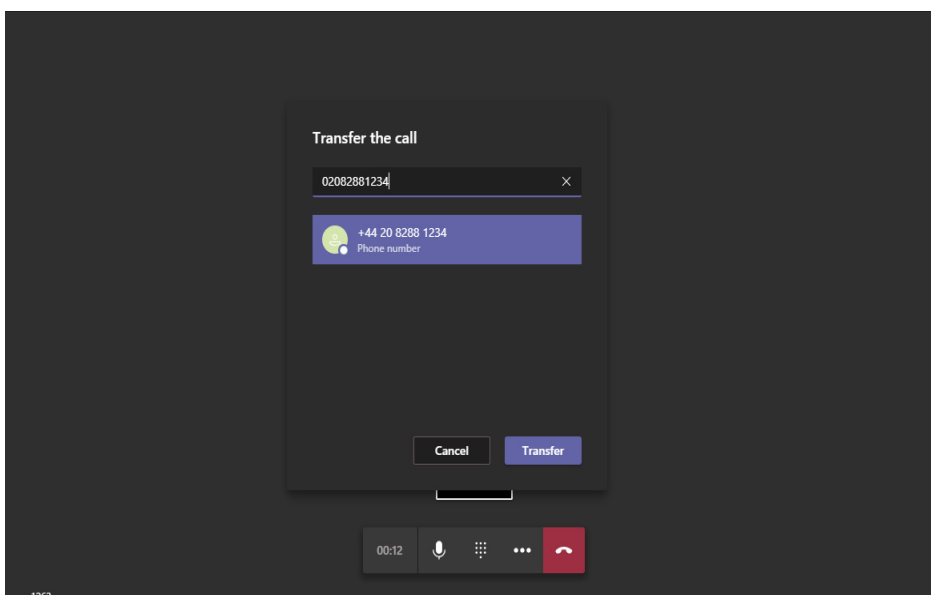 Transfer the call
02082881234
+44 20 8288 1234
Phone number
Cancel
Transfer
00:12